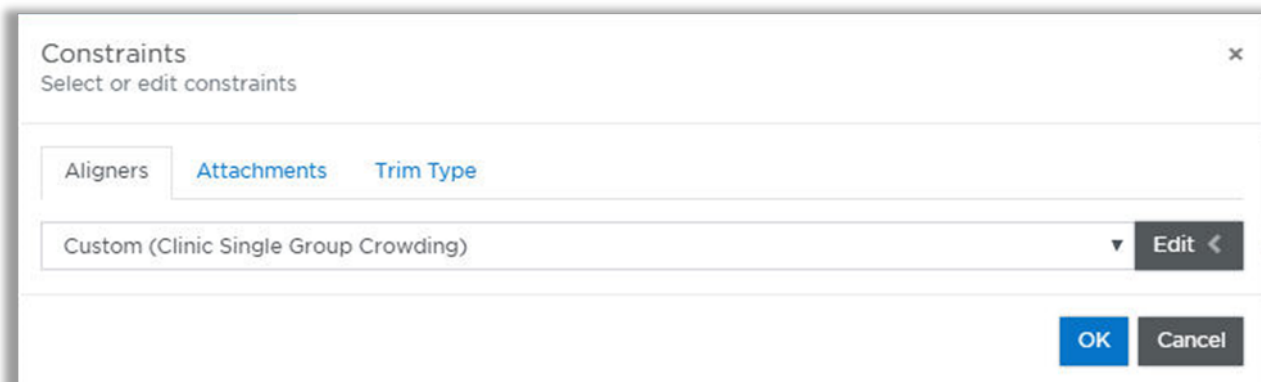 Constraints
×
Select or edit constraints
Aligners Attachments Trim Type
Custom (Clinic Single Group Crowding) ▼ Edit <
OK Cancel